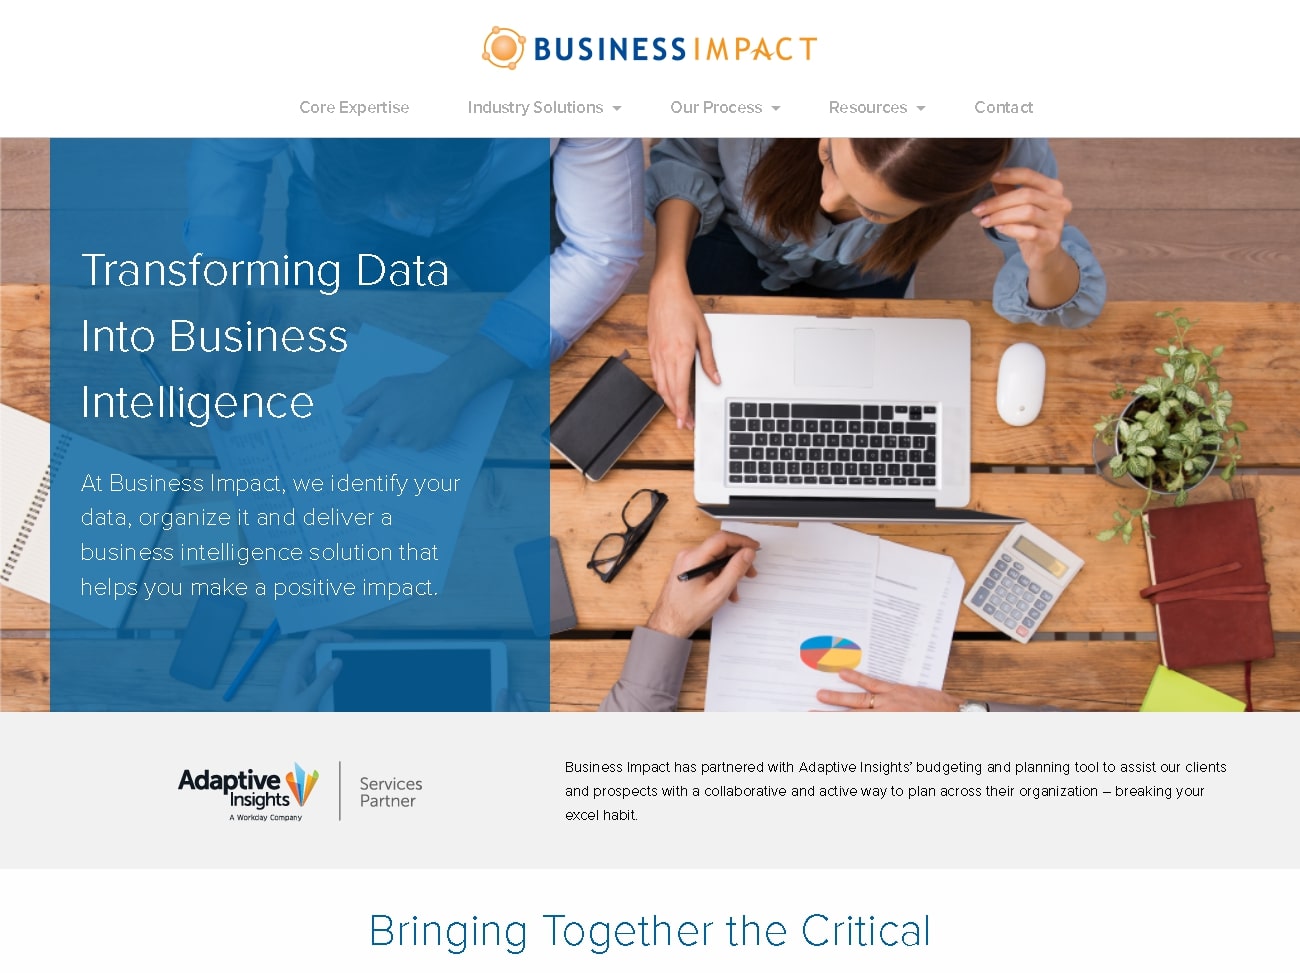 BUSINESS IMPACT
Core Expertise Industry Solutions Our Process Resources Contact
Transforming Data
Into Business
Intelligence
At Business Impact, we identify your
data, organize it and deliver a
business intelligence solution that
helps you make a positive impact.
Adaptive
Insights
A Workday Company
Services
Partner
Business Impact has partnered with Adaptive Insights’ budgeting and planning tool to assist our clients
and prospects with a collaborative and active way to plan across their organization – breaking your
excel habit.
Bringing Together the Critical